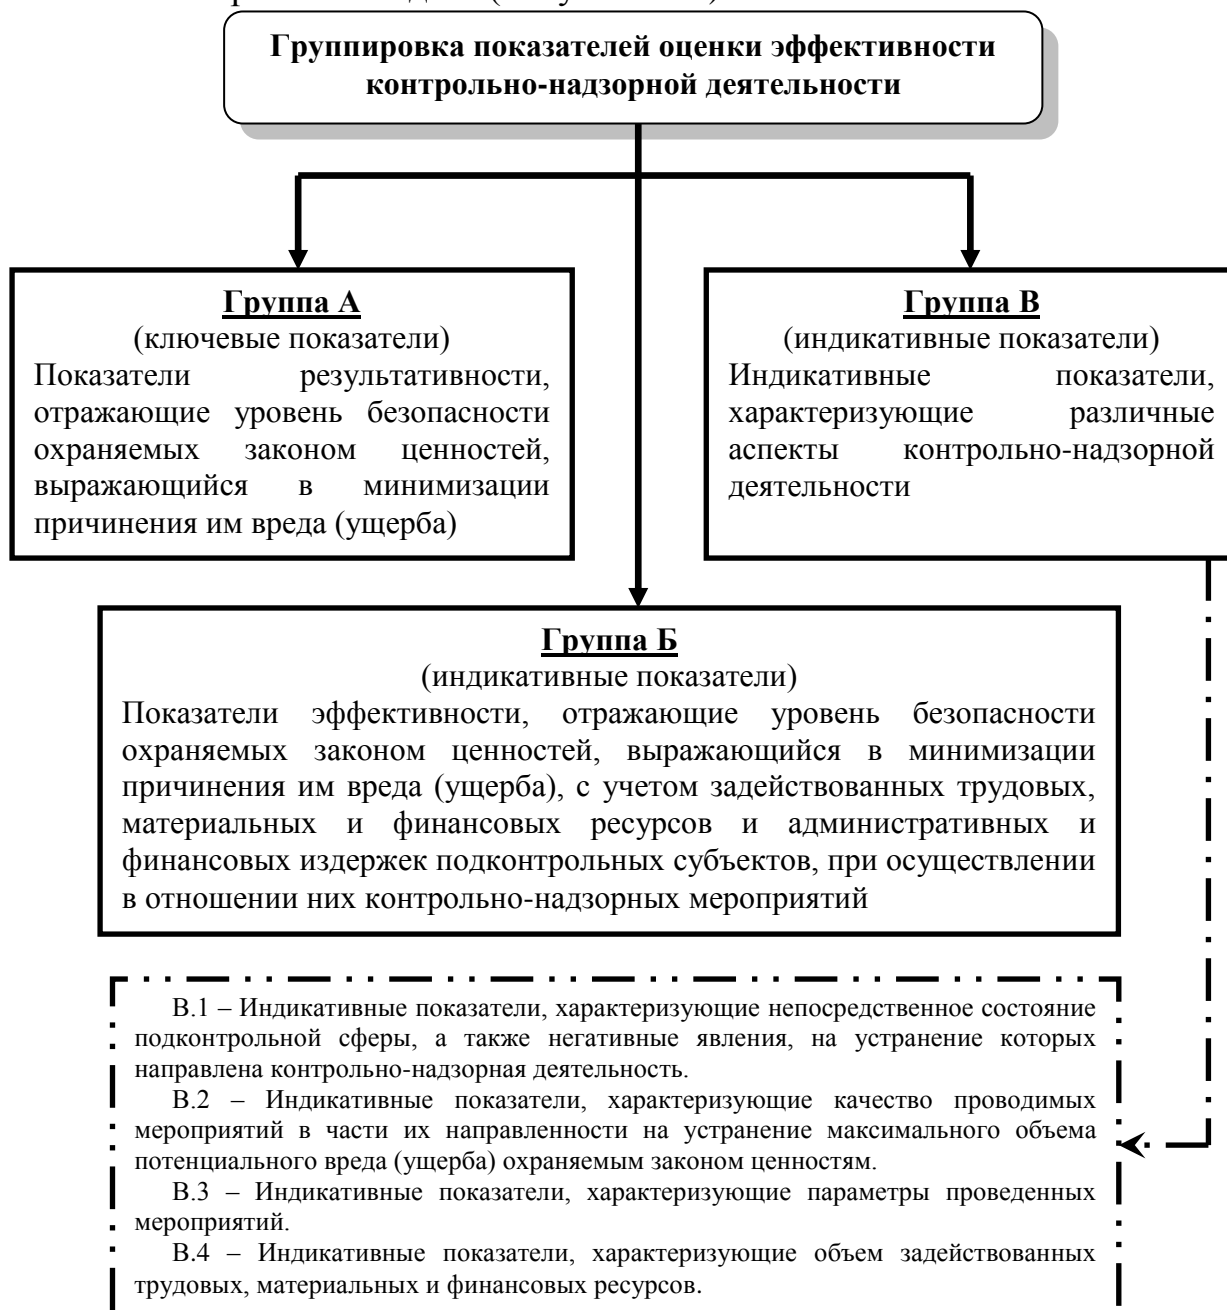 Группировка показателей оценки эффективности
контрольно-надзорной деятельности
Группа А
(ключевые показатели)
Показатели результативности,
отражающие уровень безопасности
охраняемых законом ценностей,
выражающийся в минимизации
причинения им вреда (ущерба)
Группа В
(индикативные показатели)
Индикативные показатели,
характеризующие различные
аспекты контрольно-надзорной
деятельности
Группа Б
(индикативные показатели)
Показатели эффективности, отражающие уровень безопасности
охраняемых законом ценностей, выражающийся в минимизации
причинения им вреда (ущерба), с учетом задействованных трудовых,
материальных и финансовых ресурсов и административных и
финансовых издержек подконтрольных субъектов, при осуществлении
в отношении них контрольно-надзорных мероприятий
В.1 – Индикативные показатели, характеризующие непосредственное состояние
подконтрольной сферы, а также негативные явления, на устранение которых
направлена контрольно-надзорная деятельность.
В.2 – Индикативные показатели, характеризующие качество проводимых
мероприятий в части их направленности на устранение максимального объема
потенциального вреда (ущерба) охраняемым законом ценностям.
В.3 – Индикативные показатели, характеризующие параметры проведенных
мероприятий.
В.4 – Индикативные показатели, характеризующие объем задействованных
трудовых, материальных и финансовых ресурсов.